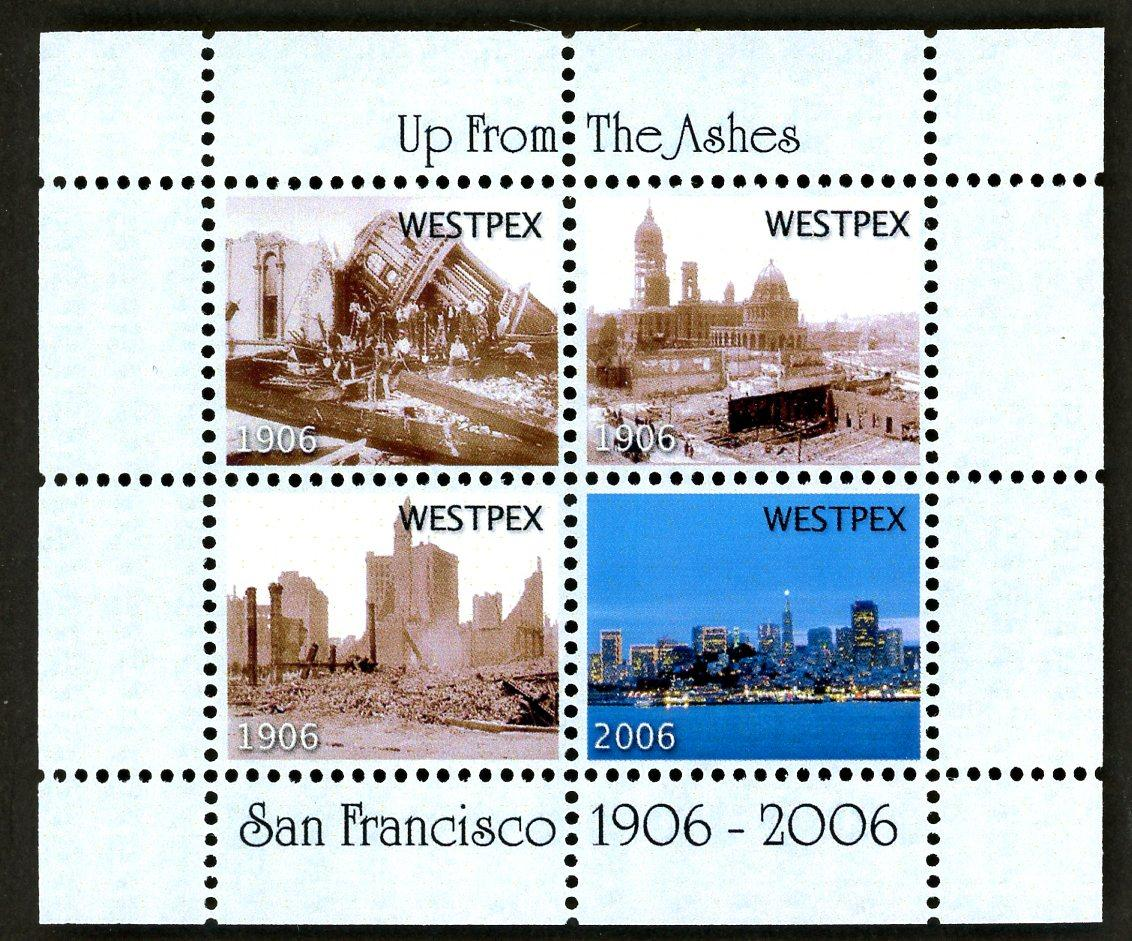 Up From The Ashes
WESTPEX
1906
WESTPEX
1906
WESTPEX
1906
WESTPEX
2006
San Francisco 1906 - 2006